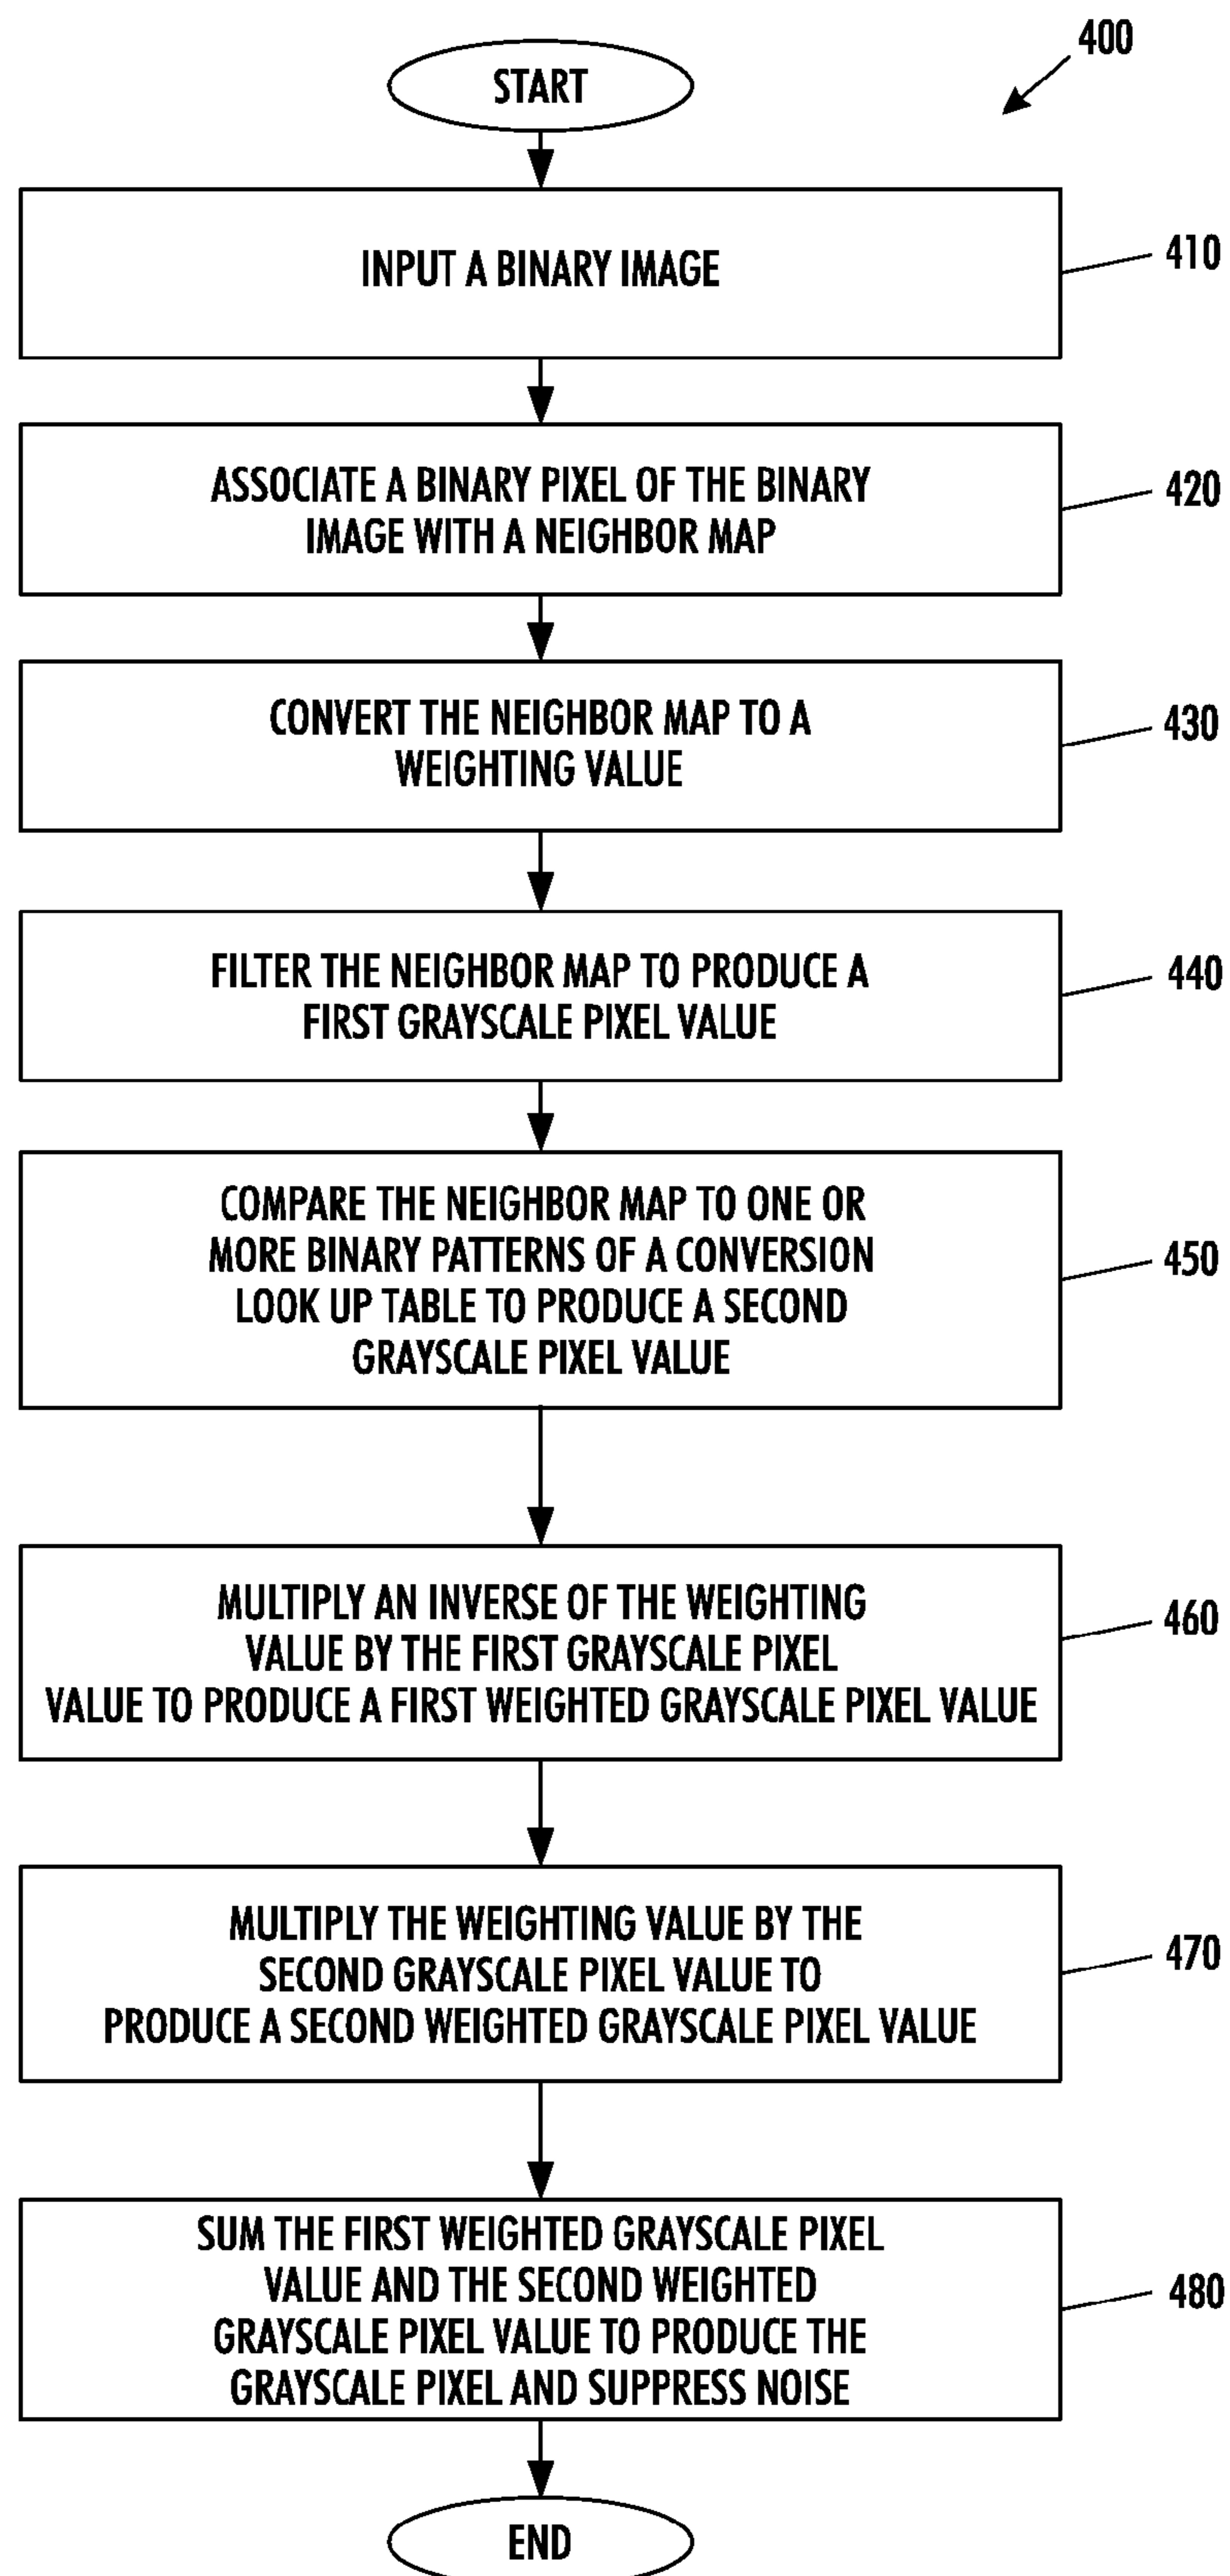 400
START
INPUT A BINARY IMAGE
410
ASSOCIATE A BINARY PIXEL OF THE BINARY
IMAGE WITH A NEIGHBOR MAP
420
CONVERT THE NEIGHBOR MAP TO A
WEIGHTING VALUE
430
FILTER THE NEIGHBOR MAP TO PRODUCE A
FIRST GRAYSCALE PIXEL VALUE
440
COMPARE THE NEIGHBOR MAP TO ONE OR
MORE BINARY PATTERNS OF A CONVERSION
LOOK UP TABLE TO PRODUCE A SECOND
GRAYSCALE PIXEL VALUE
450
MULTIPLY AN INVERSE OF THE WEIGHTING
VALUE BY THE FIRST GRAYSCALE PIXEL
VALUE TO PRODUCE A FIRST WEIGHTED GRAYSCALE PIXEL VALUE
460
MULTIPLY THE WEIGHTING VALUE BY THE
SECOND GRAYSCALE PIXEL VALUE TO
PRODUCE A SECOND WEIGHTED GRAYSCALE PIXEL VALUE
470
SUM THE FIRST WEIGHTED GRAYSCALE PIXEL
VALUE AND THE SECOND WEIGHTED
GRAYSCALE PIXEL VALUE TO PRODUCE THE
GRAYSCALE PIXEL AND SUPPRESS NOISE
480
END